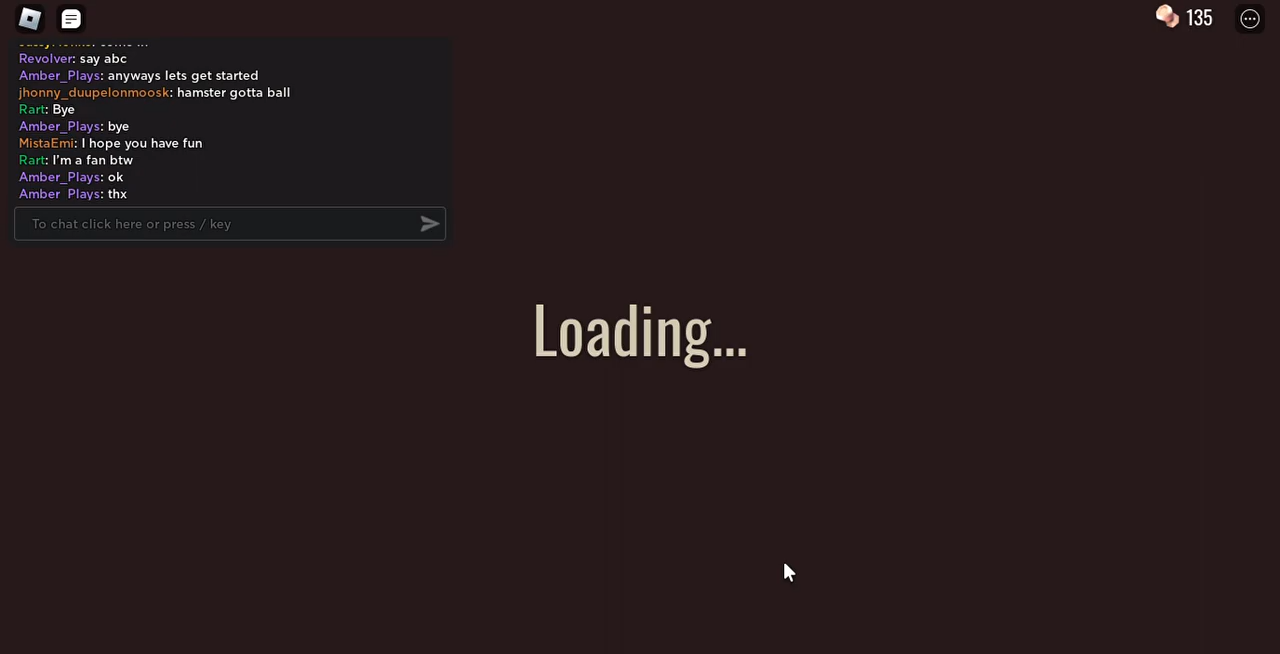 135
Revolver: say abc
Amber_Plays: anyways lets get started
jhonny_duupelonmoosk: hamster gotta ball
Rart: Bye
Amber_Plays: bye
MistaEmi: I hope you have fun
Rart: I'm a fan btw
Amber_Plays: ok
Amber_Plays: thx
To chat click here or press / key
Loading...